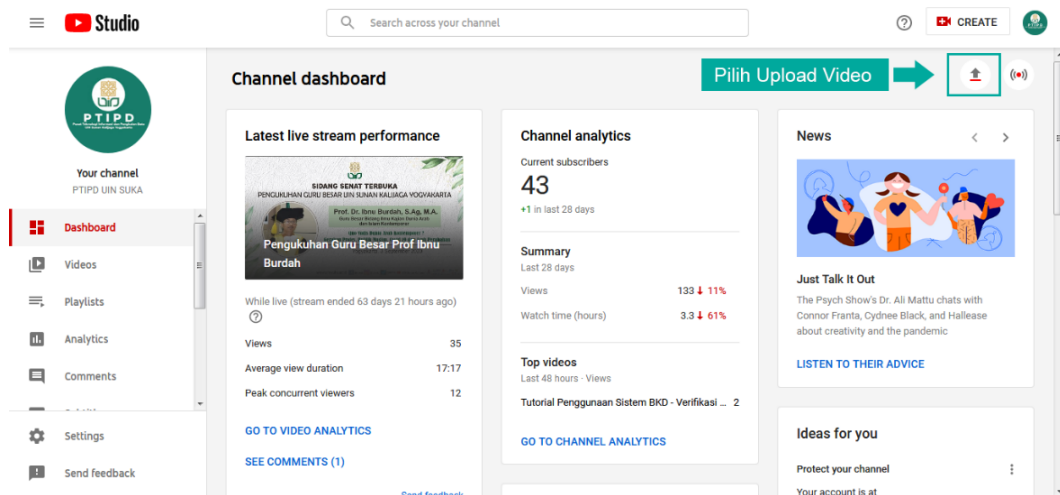 Studio
Search across your channel
CREATE
PTIPD
Your channel
PTIPD UIN SUKA
Dashboard
Videos
Playlists
Analytics
Comments
Settings
Send feedback
Channel dashboard
Pilih Upload Video
Latest live stream performance
SIDANG SENAT TERBUKA
PENGUKUHAN GURU BESAR UIN SUNAN KALIJAGA YOGYAKARTA
Prof. Dr. Ibnu Burdah, S.Ag, M.A.
Pengukuhan Guru Besar Prof Ibnu
Burdah
While live (stream ended 63 days 21 hours ago)
Views 35
Average view duration 17:17
Peak concurrent viewers 12
GO TO VIDEO ANALYTICS
SEE COMMENTS (1)
Send feedback
Channel analytics
Current subscribers
43
+1 in last 28 days
Summary
Last 28 days
Views 133 ↓ 11%
Watch time (hours) 3.3 ↓ 61%
Top videos
Last 48 hours · Views
Tutorial Penggunaan Sistem BKD - Verifikasi ... 2
GO TO CHANNEL ANALYTICS
News
Just Talk It Out
The Psych Show's Dr. Ali Mattu chats with
Connor Franta, Cydnee Black, and Hallease
about creativity and the pandemic
LISTEN TO THEIR ADVICE
Ideas for you
Protect your channel
Your account is at